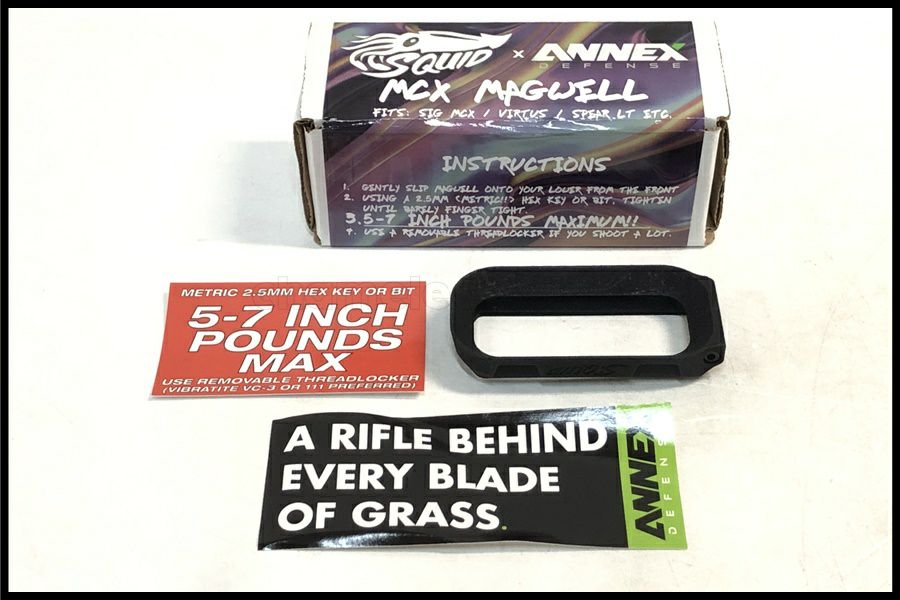 SQUID x ANNEX
DEFENSE
MCX MAGWELL
FITS: SIG MCX / VIRTUS / SPEAR LT ETC.
INSTRUCTIONS
1. GENTLY SLIP MAGWELL ONTO YOUR LOWER FROM THE FRONT
2. USING A 2.5MM (METRIC!!) HEX KEY OR BIT, TIGHTEN
UNTIL BARELY FINGER TIGHT.
3. 5-7 INCH POUNDS MAXIMUM!!
4. USE A REMOVABLE THREADLOCKER IF YOU SHOOT A LOT.
METRIC 2.5MM HEX KEY OR BIT
5-7 INCH
POUNDS
MAX
USE REMOVABLE THREADLOCKER
(VIBRATITE VC-3 OR 111 PREFERRED)
A RIFLE BEHIND
EVERY BLADE
OF GRASS.
ANNEX
DEFENSE